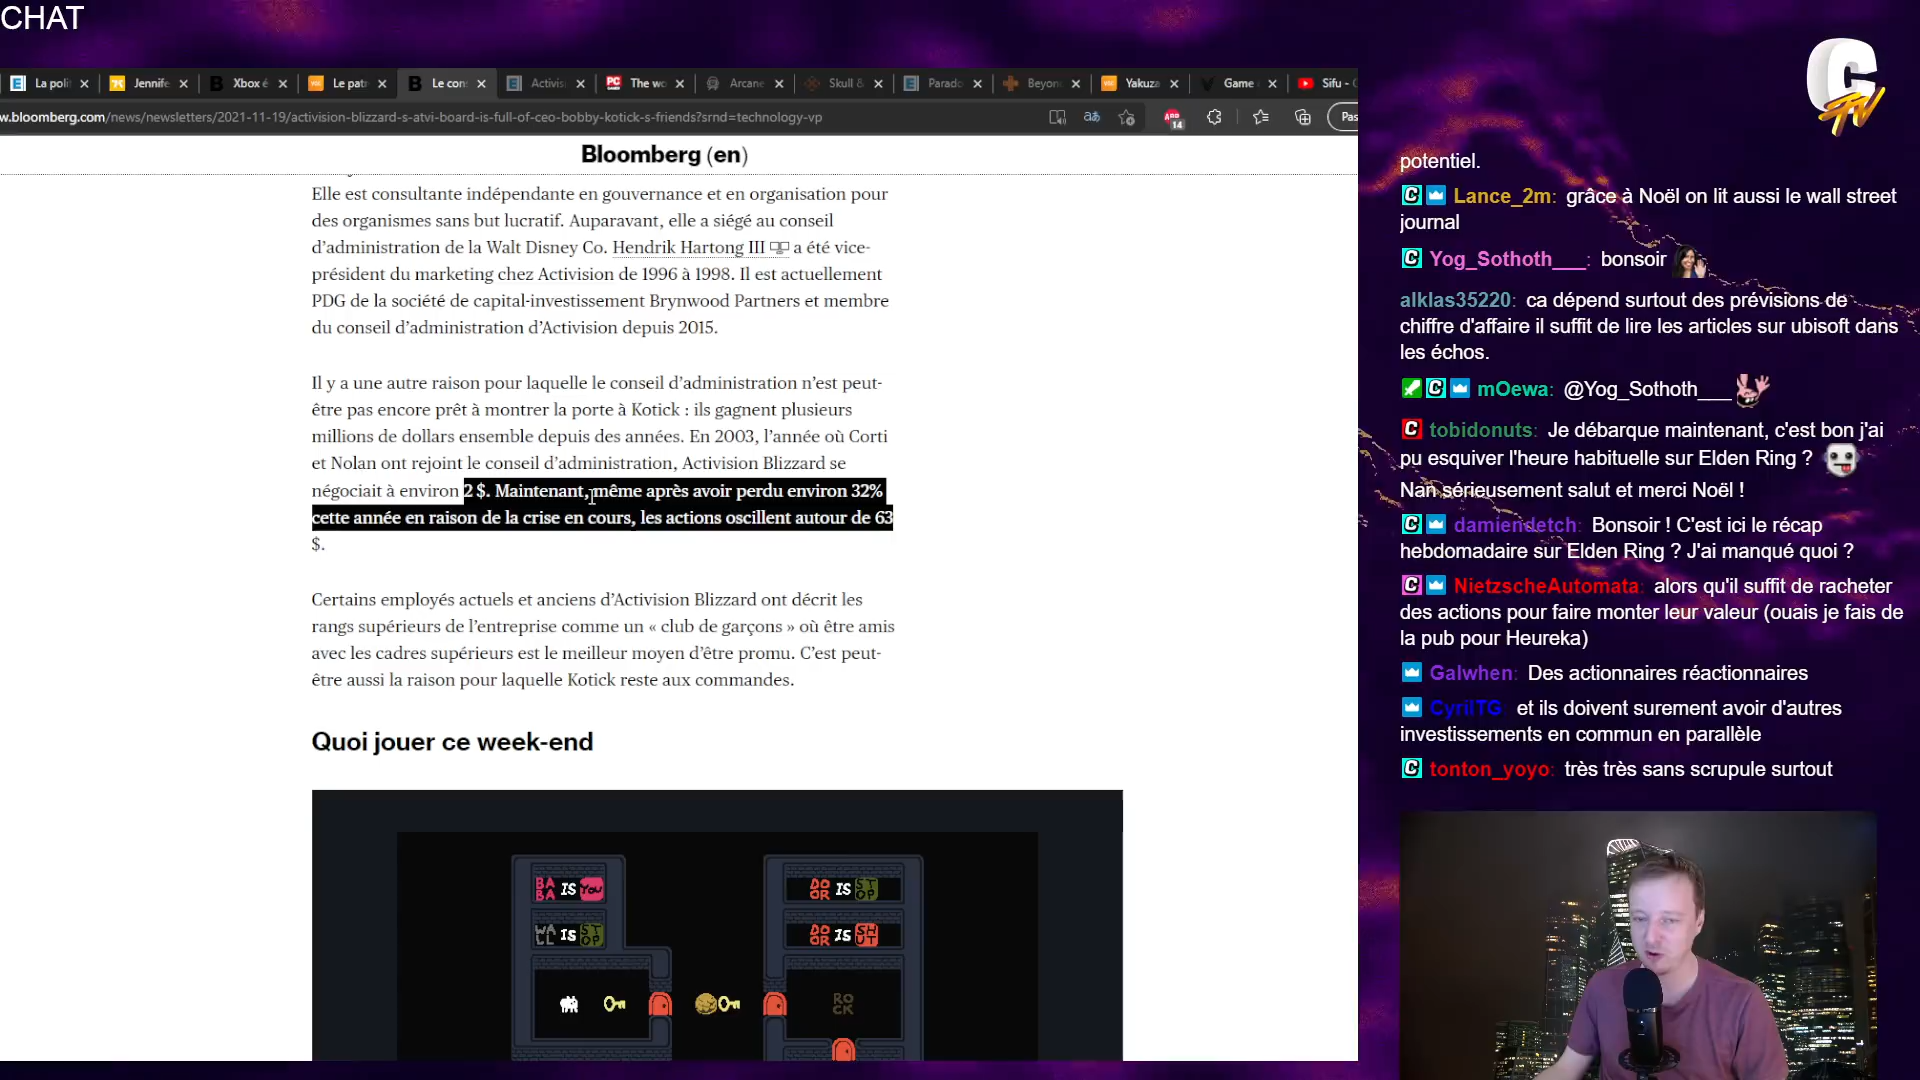 CHAT
La poli
Jennife
Xbox é
Le pat
Le con
Activis
The wo
Arcane
Skull &
Parado
Beyon
Yakuza
Game
Sifu -
w.bloomberg.com/news/newsletters/2021-11-19/activision-blizzard-s-atvi-board-is-full-of-ceo-bobby-kotick-s-friends?srnd=technology-vp
14
Pas
Bloomberg (en)
Elle est consultante indépendante en gouvernance et en organisation pour
des organismes sans but lucratif. Auparavant, elle a siégé au conseil
d'administration de la Walt Disney Co. Hendrik Hartong III a été vice-
président du marketing chez Activision de 1996 à 1998. Il est actuellement
PDG de la société de capital-investissement Brynwood Partners et membre
du conseil d'administration d'Activision depuis 2015.
Il y a une autre raison pour laquelle le conseil d'administration n'est peut-
être pas encore prêt à montrer la porte à Kotick : ils gagnent plusieurs
millions de dollars ensemble depuis des années. En 2003, l'année où Corti
et Nolan ont rejoint le conseil d'administration, Activision Blizzard se
négociait à environ 2 $. Maintenant, même après avoir perdu environ 32%
cette année en raison de la crise en cours, les actions oscillent autour de 63
$.
Certains employés actuels et anciens d'Activision Blizzard ont décrit les
rangs supérieurs de l'entreprise comme un « club de garçons » où être amis
avec les cadres supérieurs est le meilleur moyen d'être promu. C'est peut-
être aussi la raison pour laquelle Kotick reste aux commandes.
Quoi jouer ce week-end
BABA IS YOU
DOOR IS STOP
WALL IS STOP
DOOR IS SHUT
ROCK
C TV
potentiel.
Lance_2m: grâce à Noël on lit aussi le wall street
journal
Yog_Sothoth___: bonsoir
alklas35220: ca dépend surtout des prévisions de
chiffre d'affaire il suffit de lire les articles sur ubisoft dans
les échos.
mOewa: @Yog_Sothoth___
tobidonuts: Je débarque maintenant, c'est bon j'ai
pu esquiver l'heure habituelle sur Elden Ring ?
Nan sérieusement salut et merci Noël !
damiendetch: Bonsoir ! C'est ici le récap
hebdomadaire sur Elden Ring ? J'ai manqué quoi ?
NietzscheAutomata: alors qu'il suffit de racheter
des actions pour faire monter leur valeur (ouais je fais de
la pub pour Heureka)
Galwhen: Des actionnaires réactionnaires
CyrilTG: et ils doivent surement avoir d'autres
investissements en commun en parallèle
tonton_yoyo: très très sans scrupule surtout